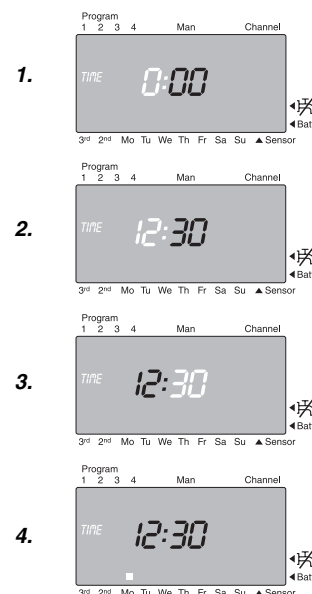 Program
1 2 3 4 Man Channel
1.
TIME 0:00
Bat
3rd 2nd Mo Tu We Th Fr Sa Su ▲ Sensor
Program
1 2 3 4 Man Channel
2.
TIME 12:30
Bat
3rd 2nd Mo Tu We Th Fr Sa Su ▲ Sensor
Program
1 2 3 4 Man Channel
3.
TIME 12:30
Bat
3rd 2nd Mo Tu We Th Fr Sa Su ▲ Sensor
Program
1 2 3 4 Man Channel
4.
TIME 12:30
Bat
3rd 2nd Mo Tu We Th Fr Sa Su ▲ Sensor